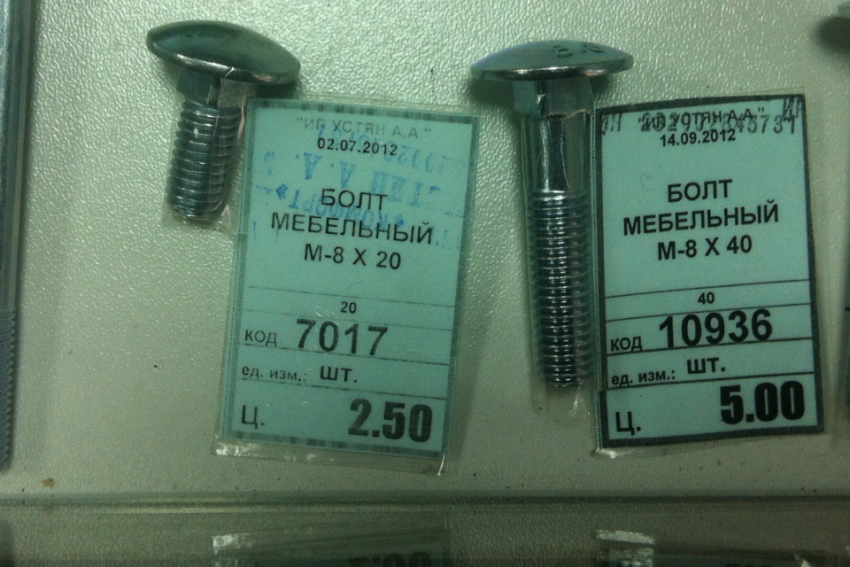 "ИП УСТЯН А.А."
02.07.2012
БОЛТ
МЕБЕЛЬНЫЙ
М-8 Х 20
20
КОД 7017
ед. изм.: ШТ.
Ц. 2.50
"ИП УСТЯН А.А."
14.09.2012
БОЛТ
МЕБЕЛЬНЫЙ
М-8 Х 40
40
КОД 10936
ед. изм.: ШТ.
Ц. 5.00